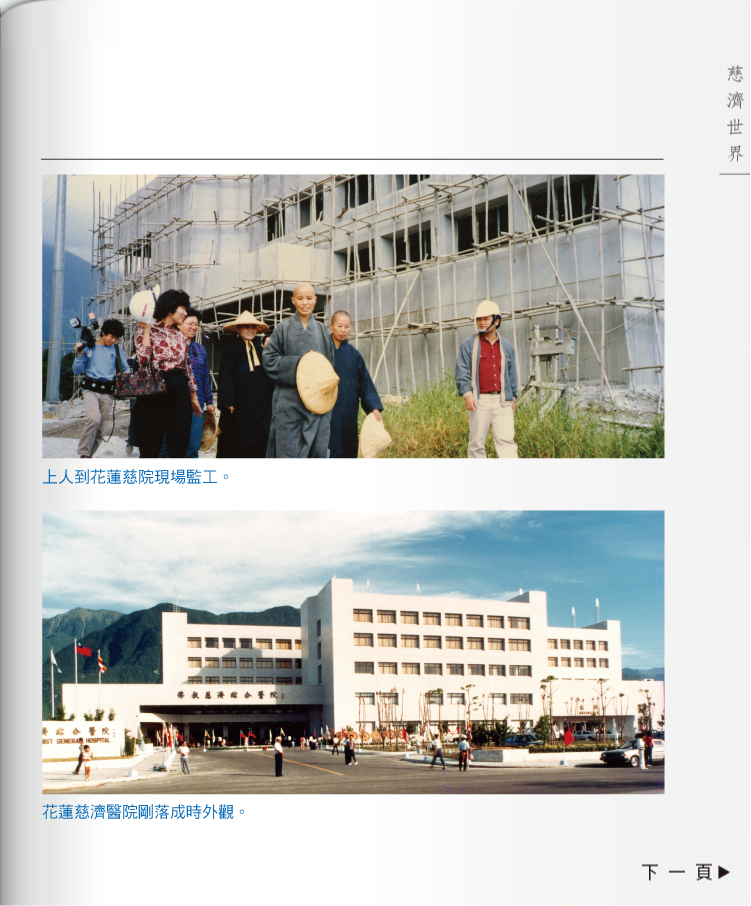 慈濟世界
上人到花蓮慈院現場監工。
佛教慈濟綜合醫院
濟綜合醫院
IST GENERAL HOSPITAL
花蓮慈濟醫院剛落成時外觀。
下一頁▶